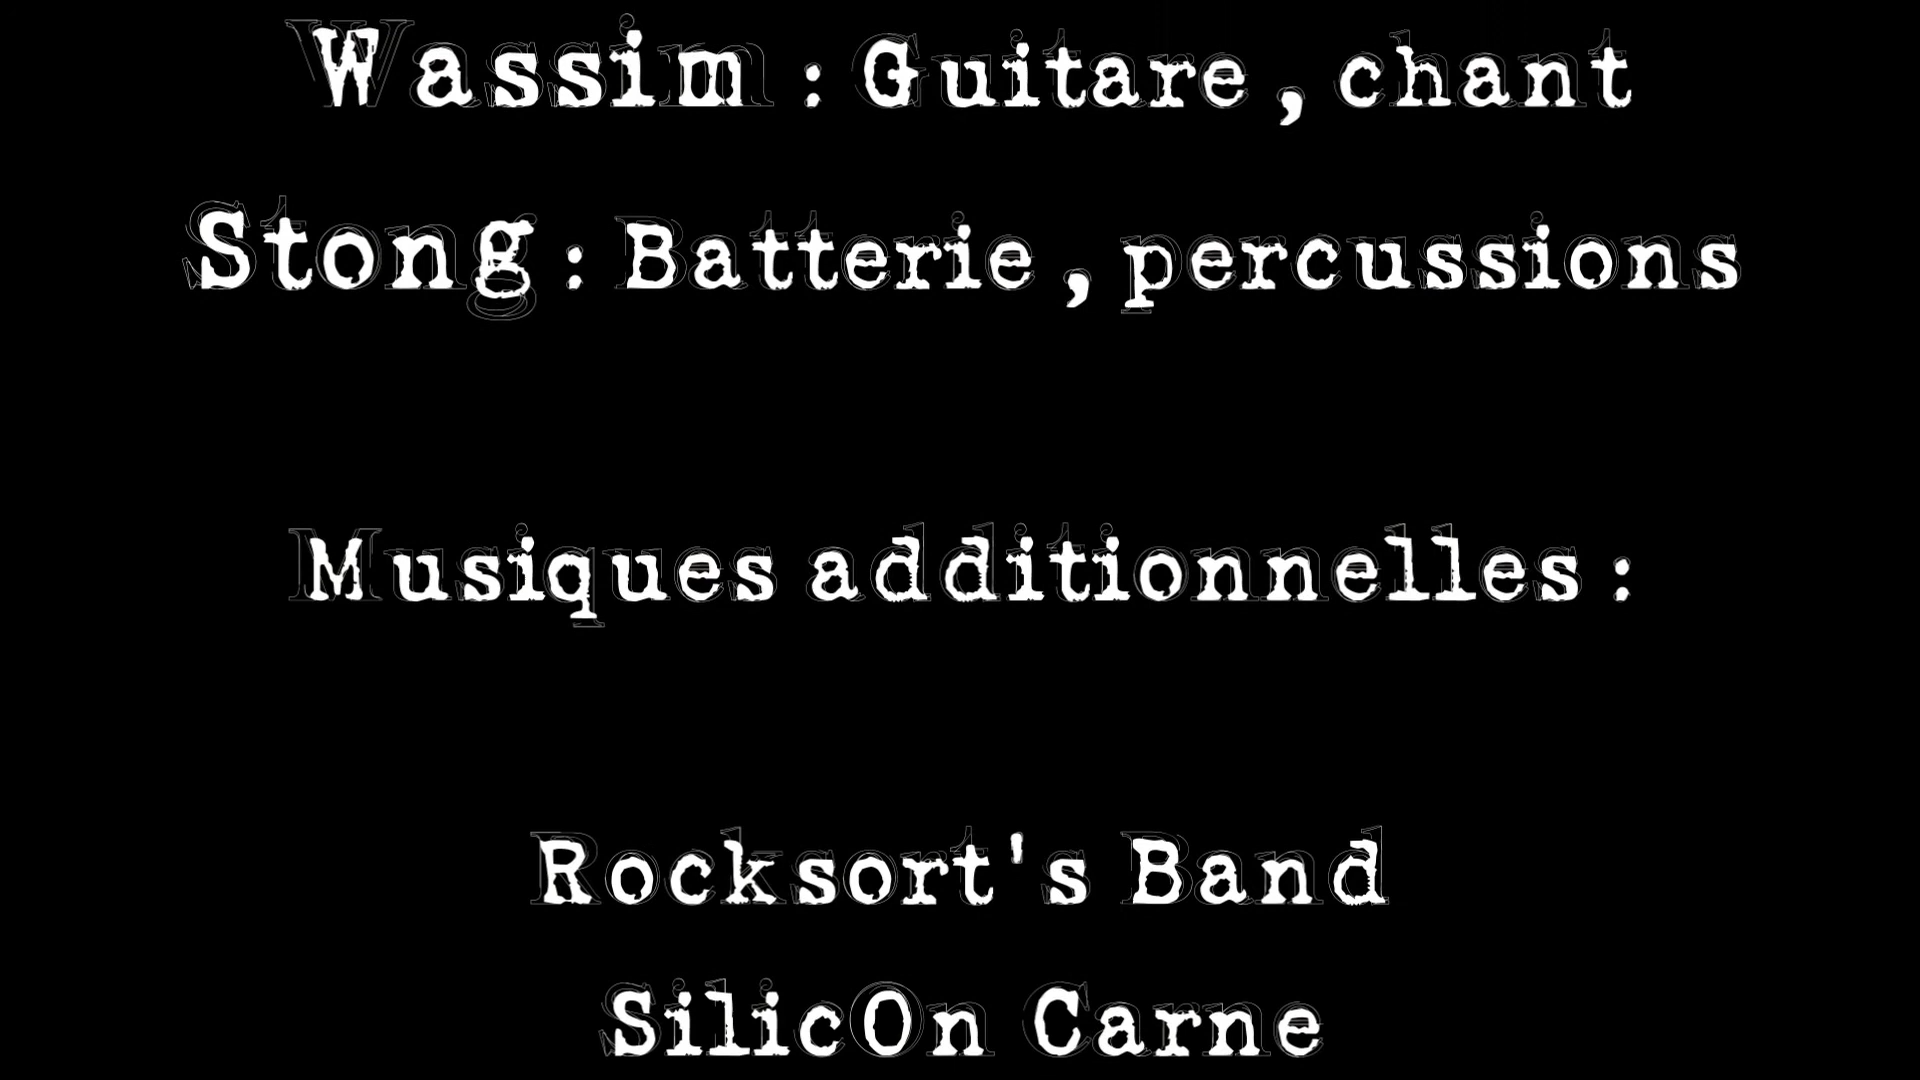 Wassim : Guitare , chant
Stong : Batterie , percussions
Musiques additionnelles :
Rocksort's Band
SilicOn Carne